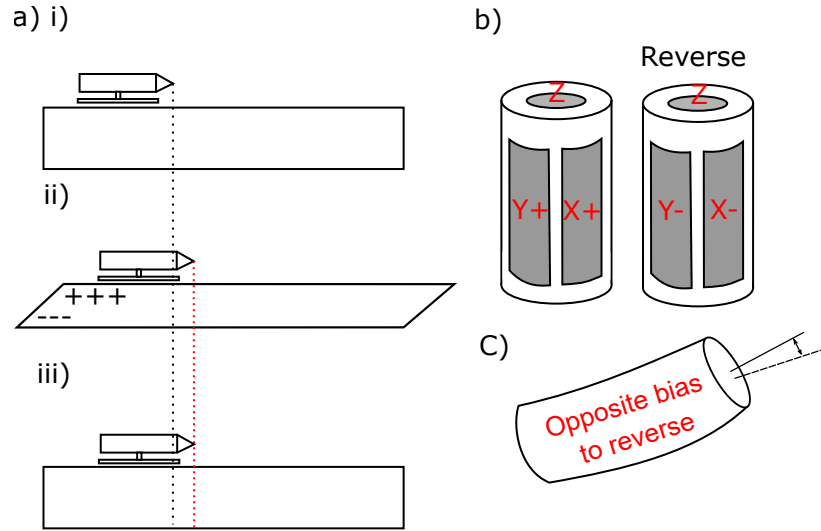 a) i)
ii)
+ + +
- - -
iii)
b)
Reverse
Z
Z
Y+ X+
Y- X-
C)
Opposite bias
to reverse